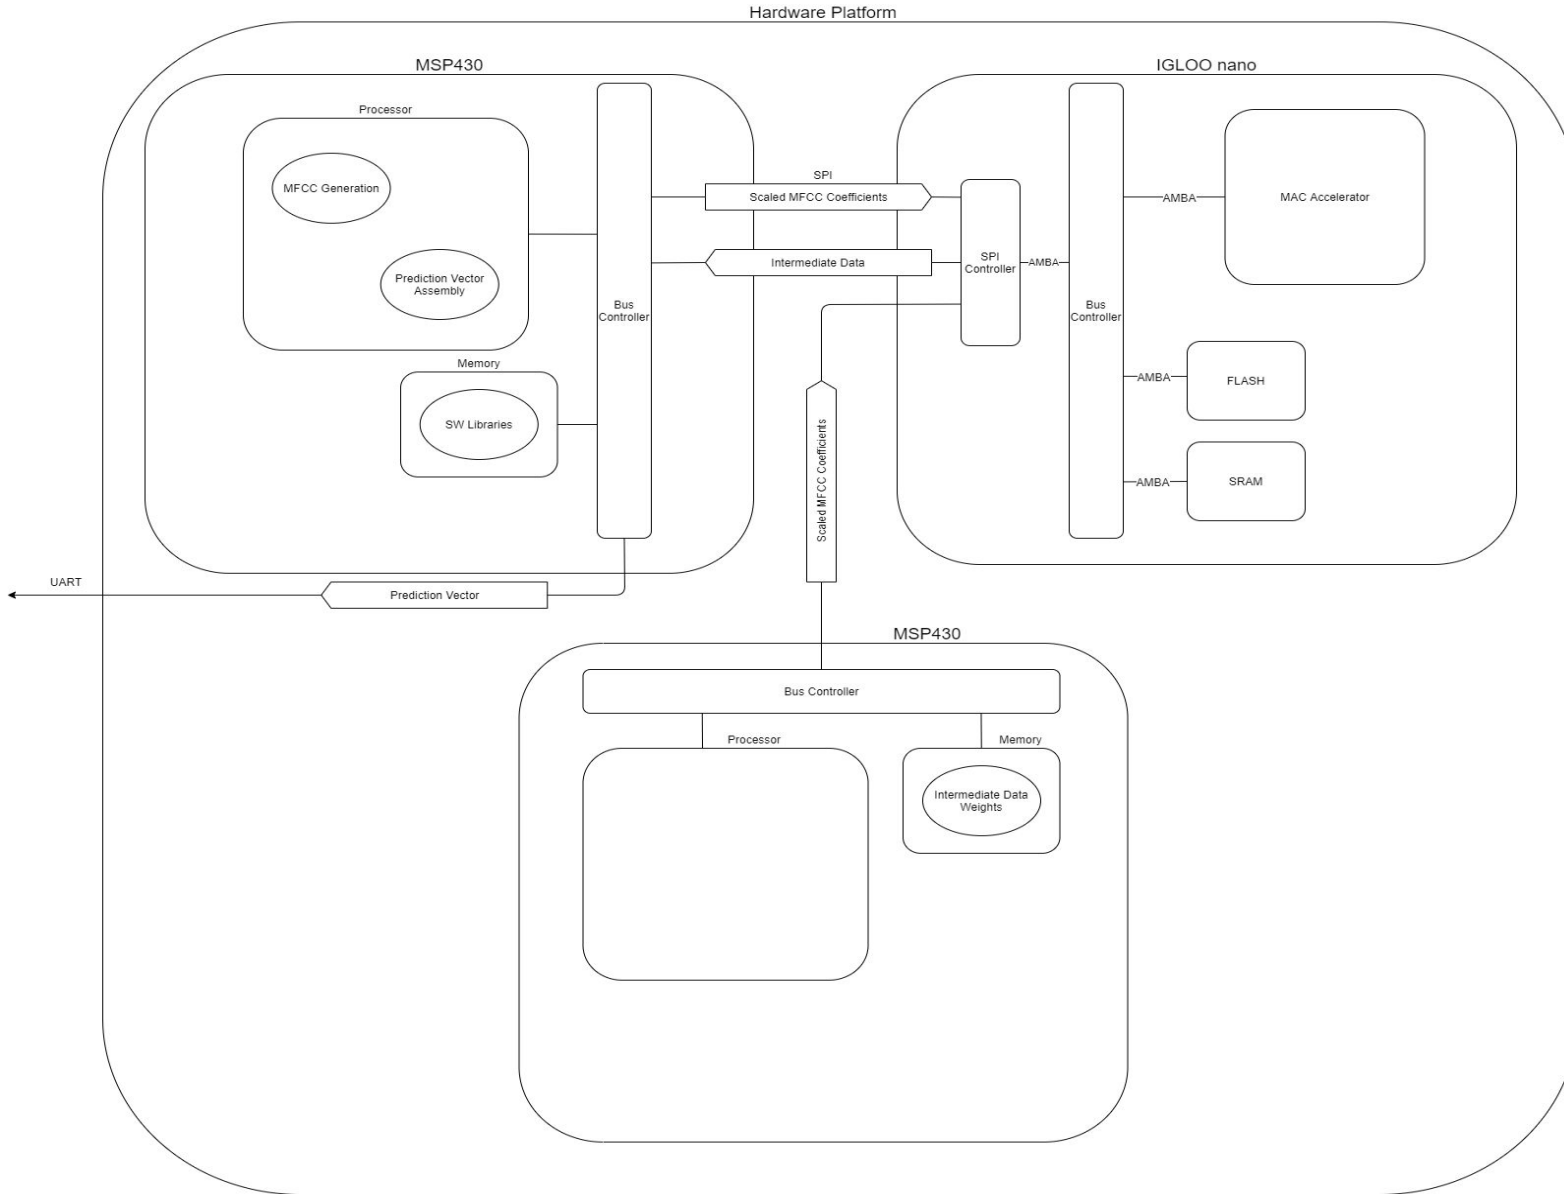 Hardware Platform
MSP430
IGLOO nano
Processor
MFCC Generation
Prediction Vector
Assembly
Memory
SW Libraries
Bus
Controller
SPI
Scaled MFCC Coefficients
Intermediate Data
SPI
Controller
AMBA
Bus
Controller
AMBA
MAC Accelerator
AMBA
FLASH
AMBA
SRAM
Scaled MFCC Coefficients
UART
Prediction Vector
MSP430
Bus Controller
Processor
Memory
Intermediate Data
Weights